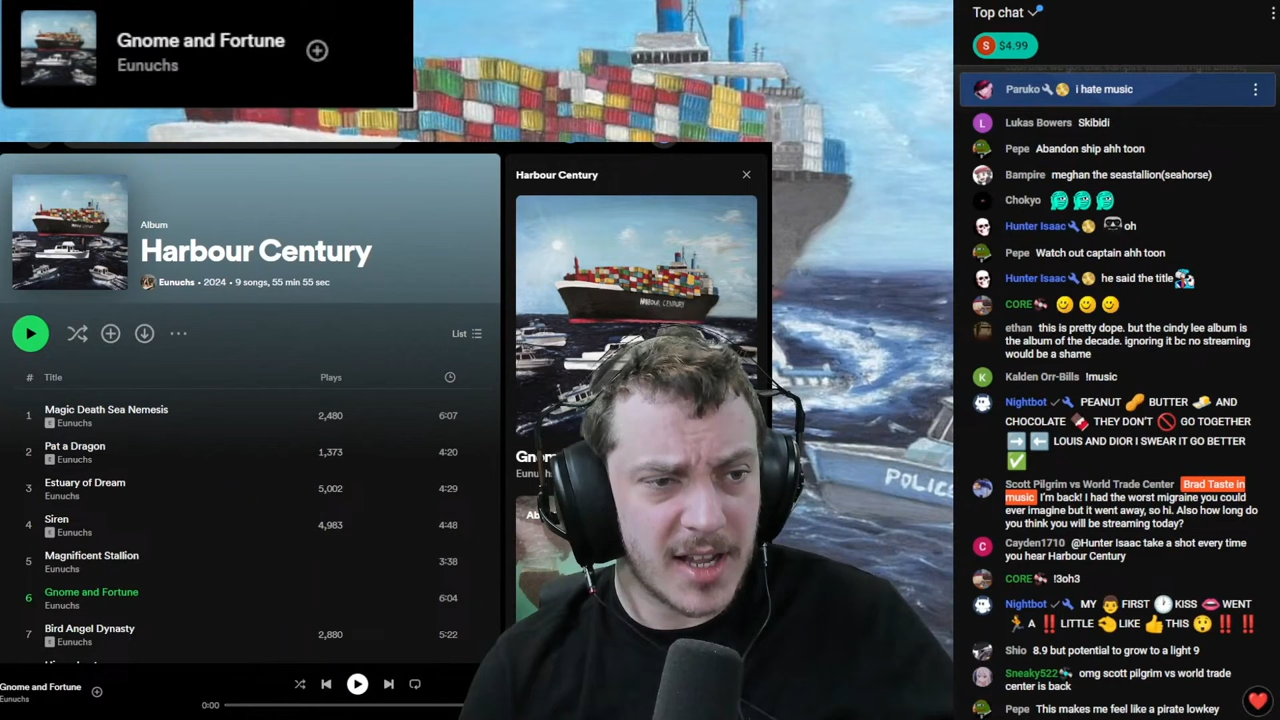 Gnome and Fortune
Eunuchs
Harbour Century
HARBOUR CENTURY
Album
Harbour Century
Eunuchs • 2024 • 9 songs, 55 min 55 sec
List
# Title Plays
1 Magic Death Sea Nemesis 2,480 6:07
E Eunuchs
2 Pat a Dragon 1,373 4:20
E Eunuchs
3 Estuary of Dream 5,002 4:29
Eunuchs
4 Siren 4,983 4:48
E Eunuchs
5 Magnificent Stallion 3:38
Eunuchs
6 Gnome and Fortune 6:04
Eunuchs
7 Bird Angel Dynasty 2,880 5:22
E Eunuchs
Gnome and Fortune
Eunuchs
0:00
POLICE
Top chat
S $4.99
Paruko i hate music
L Lukas Bowers Skibidi
Pepe Abandon ship ahh toon
Bampire meghan the seastallion(seahorse)
Chokyo
Hunter Isaac oh
Pepe Watch out captain ahh toon
Hunter Isaac he said the title
CORE
ethan this is pretty dope. but the cindy lee album is
the album of the decade. ignoring it bc no streaming
would be a shame
K Kalden Orr-Bills !music
Nightbot PEANUT 🥜 BUTTER 🧈 AND
CHOCOLATE 🍫 THEY DON'T 🚫 GO TOGETHER
➡️ ⬅️ LOUIS AND DIOR I SWEAR IT GO BETTER
✅
Scott Pilgrim vs World Trade Center Brad Taste in
music I'm back! I had the worst migraine you could
ever imagine but it went away, so hi. Also how long do
you think you will be streaming today?
C Cayden1710 @Hunter Isaac take a shot every time
you hear Harbour Century
CORE !3oh3
Nightbot MY 👨 FIRST 🕐 KISS 👄 WENT
🏃 A ‼️ LITTLE 🤏 LIKE 👍 THIS 😲 ‼️ ‼️
Shio 8.9 but potential to grow to a light 9
Sneaky522 omg scott pilgrim vs world trade
center is back
Pepe This makes me feel like a pirate lowkey